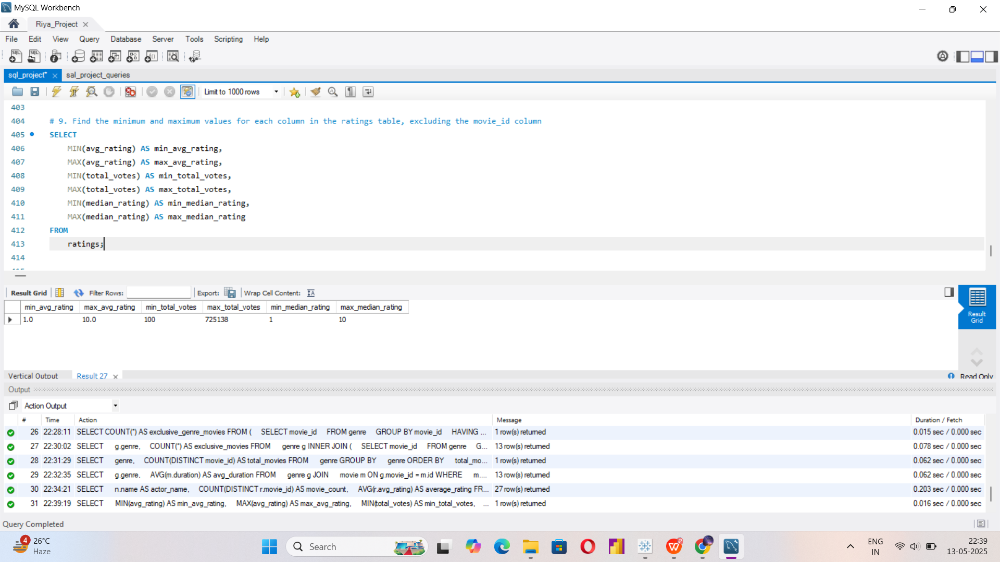 MySQL Workbench
Riya_Project
File Edit View Query Database Server Tools Scripting Help
sql_project* sal_project_queries
Limit to 1000 rows
403
404 # 9. Find the minimum and maximum values for each column in the ratings table, excluding the movie_id column
405 SELECT
406 MIN(avg_rating) AS min_avg_rating,
407 MAX(avg_rating) AS max_avg_rating,
408 MIN(total_votes) AS min_total_votes,
409 MAX(total_votes) AS max_total_votes,
410 MIN(median_rating) AS min_median_rating,
411 MAX(median_rating) AS max_median_rating
412 FROM
413 ratings;
414
Result Grid Filter Rows: Export: Wrap Cell Content:
min_avg_rating max_avg_rating min_total_votes max_total_votes min_median_rating max_median_rating
1.0 10.0 100 725138 1 10
Result
Grid
Vertical Output Result 27 Read Only
Output
Action Output
# Time Action Message Duration / Fetch
26 22:28:11 SELECT COUNT(*) AS exclusive_genre_movies FROM ( SELECT movie_id FROM genre GROUP BY movie_id HAVING ... 1 row(s) returned 0.015 sec / 0.000 sec
27 22:30:02 SELECT g.genre, COUNT(*) AS exclusive_movies FROM genre g INNER JOIN ( SELECT movie_id FROM genre G... 13 row(s) returned 0.078 sec / 0.000 sec
28 22:31:29 SELECT genre, COUNT(DISTINCT movie_id) AS total_movies FROM genre GROUP BY genre ORDER BY total_mo... 1 row(s) returned 0.062 sec / 0.000 sec
29 22:32:35 SELECT g.genre, AVG(m.duration) AS avg_duration FROM genre g JOIN movie m ON g.movie_id = m.id WHERE m.... 13 row(s) returned 0.062 sec / 0.000 sec
30 22:34:21 SELECT n.name AS actor_name, COUNT(DISTINCT r.movie_id) AS movie_count, AVG(r.avg_rating) AS average_rating FR... 27 row(s) returned 0.203 sec / 0.000 sec
31 22:39:19 SELECT MIN(avg_rating) AS min_avg_rating, MAX(avg_rating) AS max_avg_rating, MIN(total_votes) AS min_total_votes, ... 1 row(s) returned 0.016 sec / 0.000 sec
Query Completed
4 26°C
Haze
Search
ENG
IN
22:39
13-05-2025